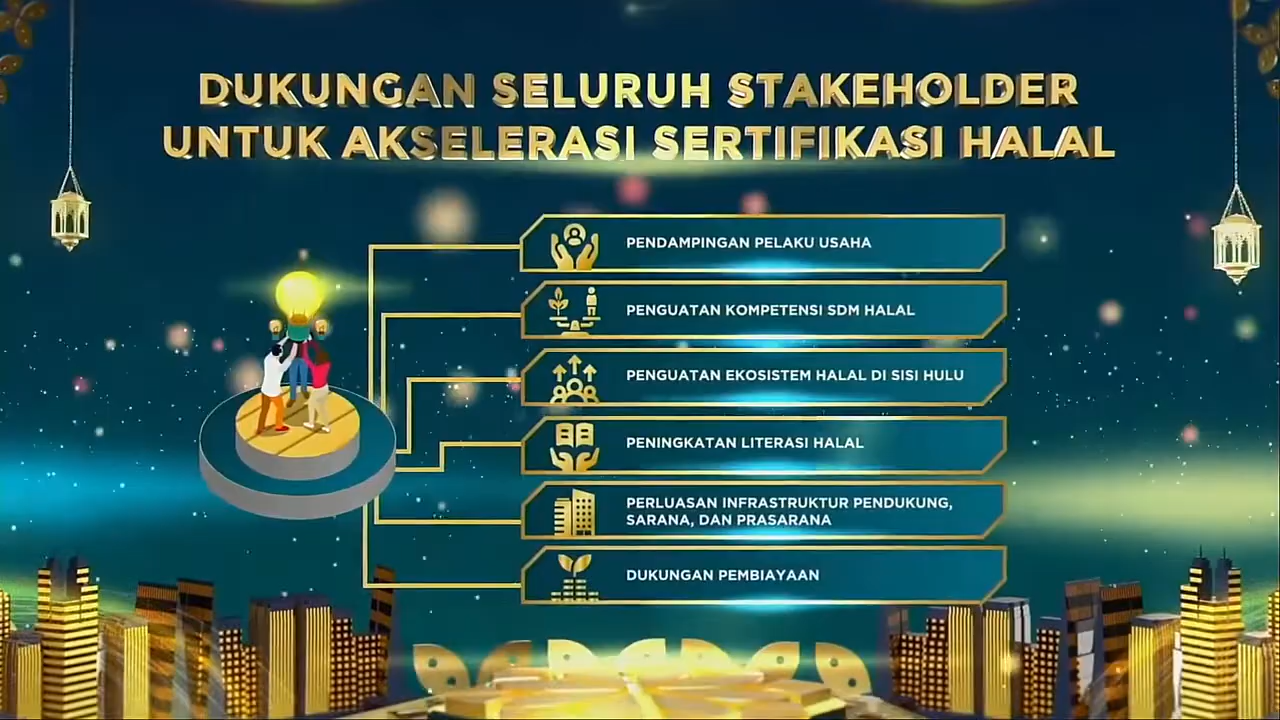 DUKUNGAN SELURUH STAKEHOLDER
UNTUK AKSELERASI SERTIFIKASI HALAL
PENDAMPINGAN PELAKU USAHA
PENGUATAN KOMPETENSI SDM HALAL
PENGUATAN EKOSISTEM HALAL DI SISI HULU
PENINGKATAN LITERASI HALAL
PERLUASAN INFRASTRUKTUR PENDUKUNG,
SARANA, DAN PRASARANA
DUKUNGAN PEMBIAYAAN